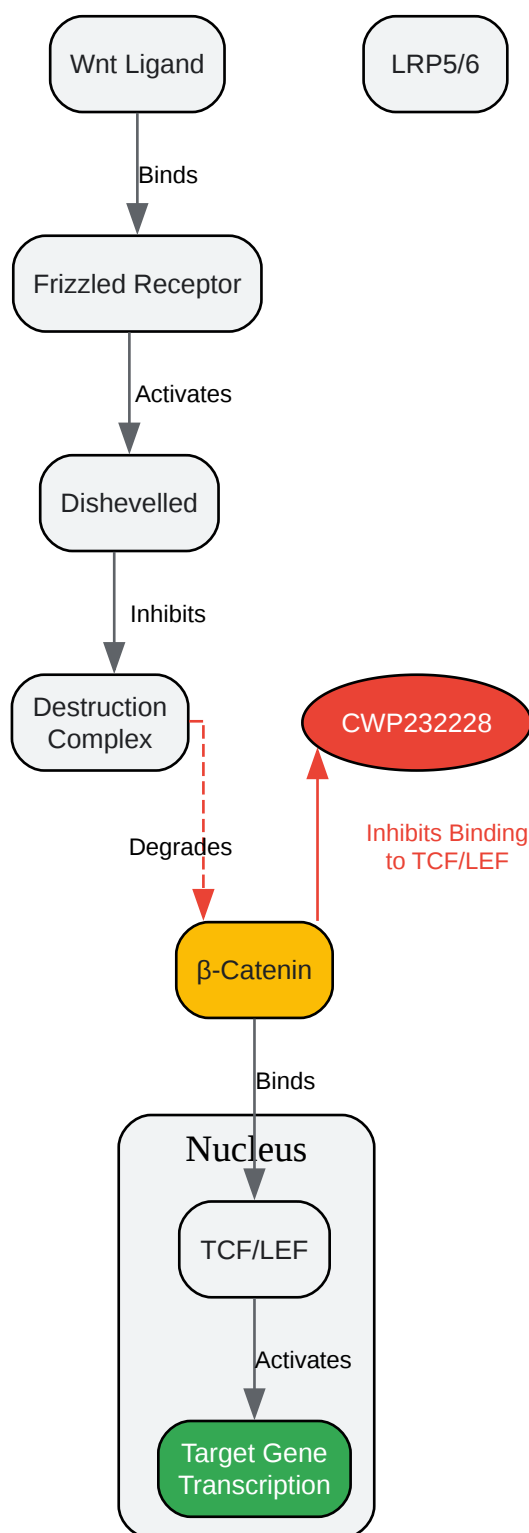 Wnt Ligand
LRP5/6
Binds
Frizzled Receptor
Activates
Dishevelled
Inhibits
Destruction
Complex
CWP232228
Degrades
Inhibits Binding
to TCF/LEF
β-Catenin
Binds
Nucleus
TCF/LEF
Activates
Target Gene
Transcription